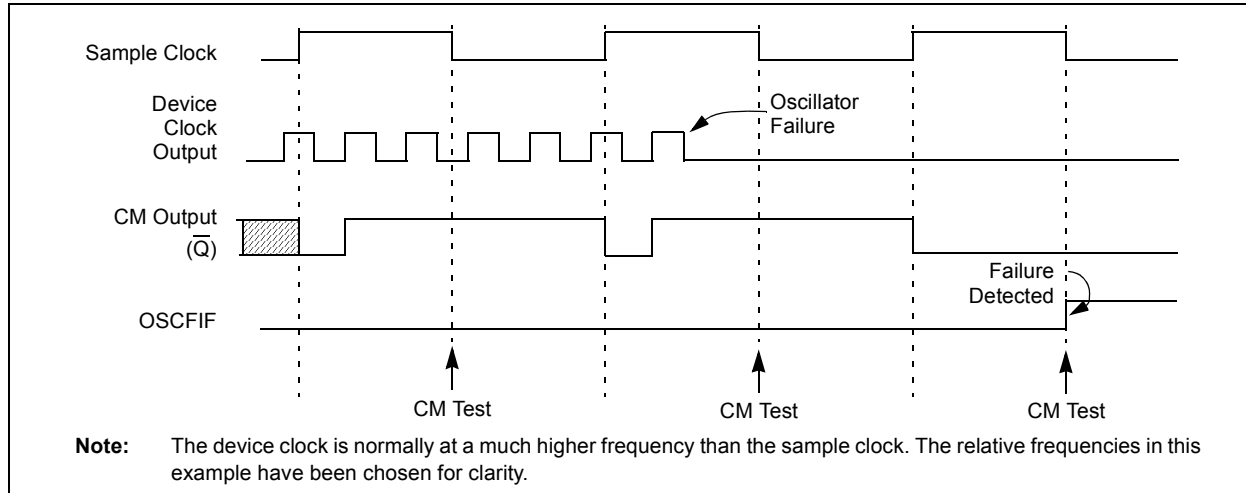 Sample Clock
Device
Clock
Output
Oscillator
Failure
CM Output
(Q̅)
Failure
Detected
OSCFIF
CM Test
CM Test
CM Test
Note: The device clock is normally at a much higher frequency than the sample clock. The relative frequencies in this
example have been chosen for clarity.